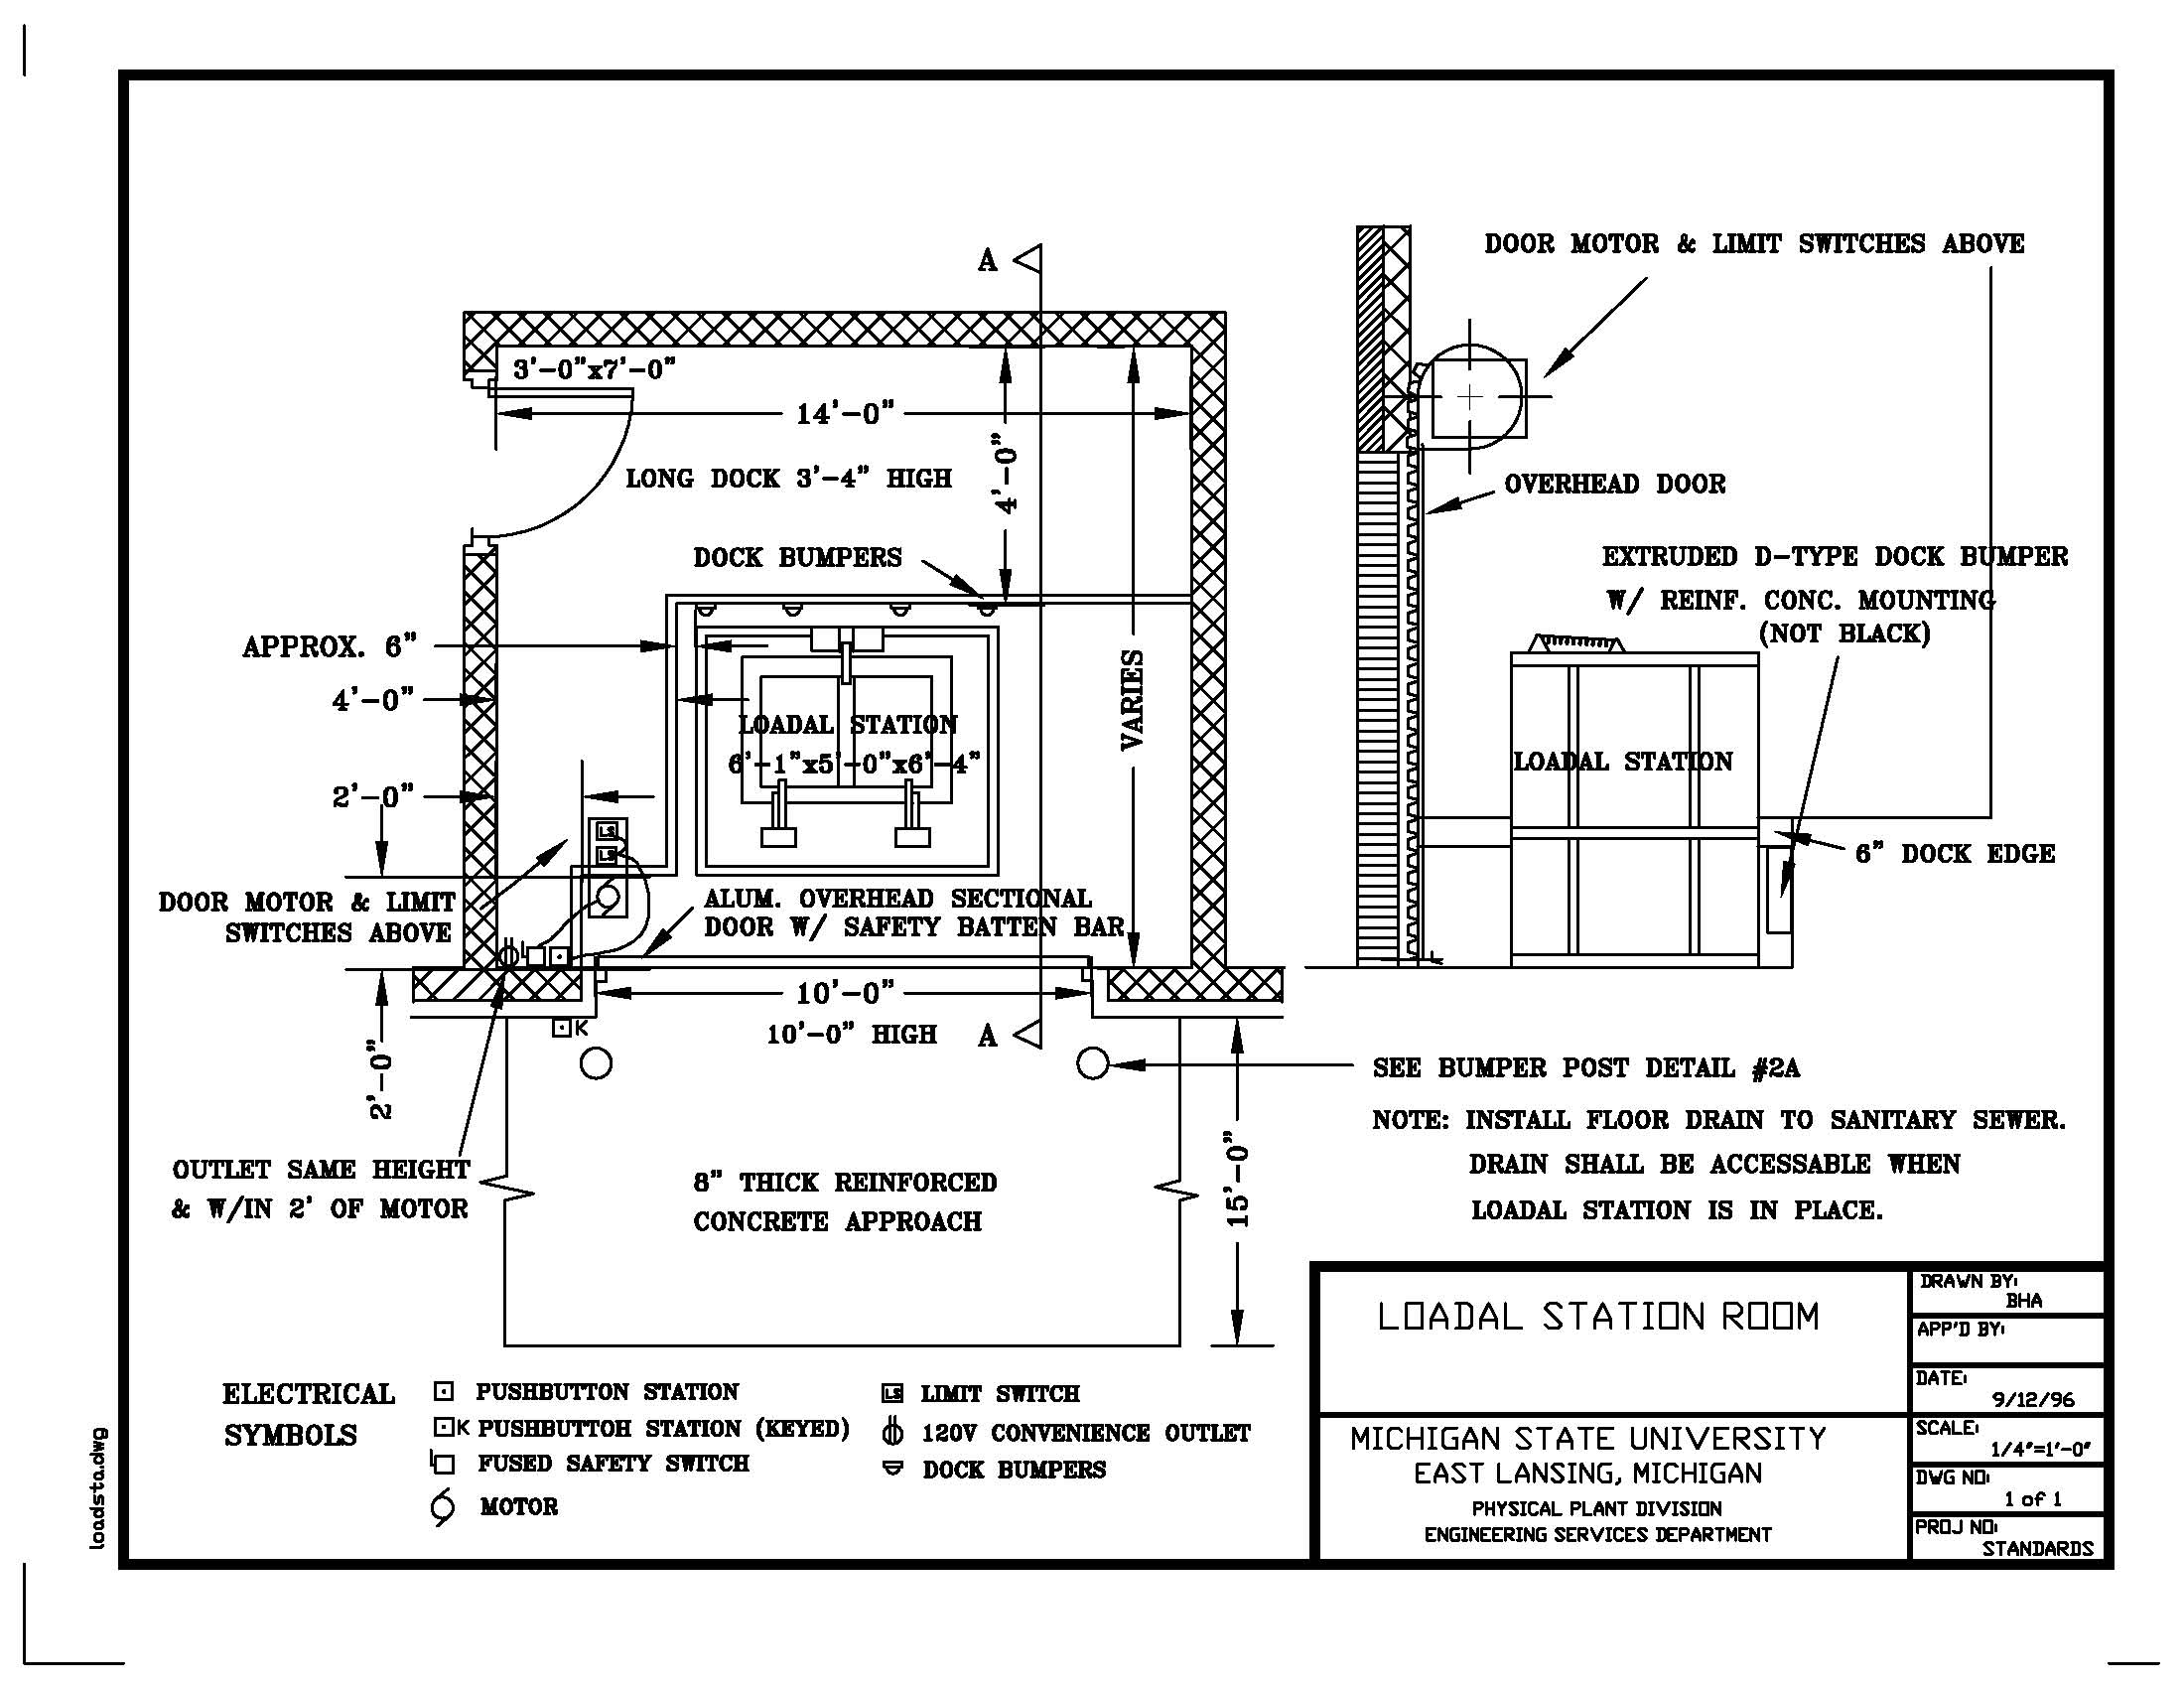 DOOR MOTOR & LIMIT SWITCHES ABOVE
A
3'-0"x7'-0"
14'-0"
4'-0"
LONG DOCK 3'-4" HIGH
OVERHEAD DOOR
DOCK BUMPERS
EXTRUDED D-TYPE DOCK BUMPER
W/ REINF. CONC. MOUNTING
(NOT BLACK)
APPROX. 6"
4'-0"
VARIES
LOADAL STATION
6'-1"x5'-0"x6'-4"
LOADAL STATION
2'-0"
LS
LS
6" DOCK EDGE
DOOR MOTOR & LIMIT
SWITCHES ABOVE
ALUM. OVERHEAD SECTIONAL
DOOR W/ SAFETY BATTEN BAR
10'-0"
10'-0" HIGH
A
K
2'-0"
SEE BUMPER POST DETAIL #2A
NOTE: INSTALL FLOOR DRAIN TO SANITARY SEWER.
DRAIN SHALL BE ACCESSABLE WHEN
LOADAL STATION IS IN PLACE.
OUTLET SAME HEIGHT
& W/IN 2' OF MOTOR
8" THICK REINFORCED
CONCRETE APPROACH
15'-0"
ELECTRICAL
SYMBOLS
PUSHBUTTON STATION
K PUSHBUTTOH STATION (KEYED)
FUSED SAFETY SWITCH
MOTOR
LS LIMIT SWITCH
120V CONVENIENCE OUTLET
DOCK BUMPERS
LOADAL STATION ROOM
MICHIGAN STATE UNIVERSITY
EAST LANSING, MICHIGAN
PHYSICAL PLANT DIVISION
ENGINEERING SERVICES DEPARTMENT
DRAWN BY:
BHA
APP'D BY:
DATE:
9/12/96
SCALE:
1/4"=1'-0"
DWG NO:
1 of 1
PROJ NO:
STANDARDS
loadsta.dwg